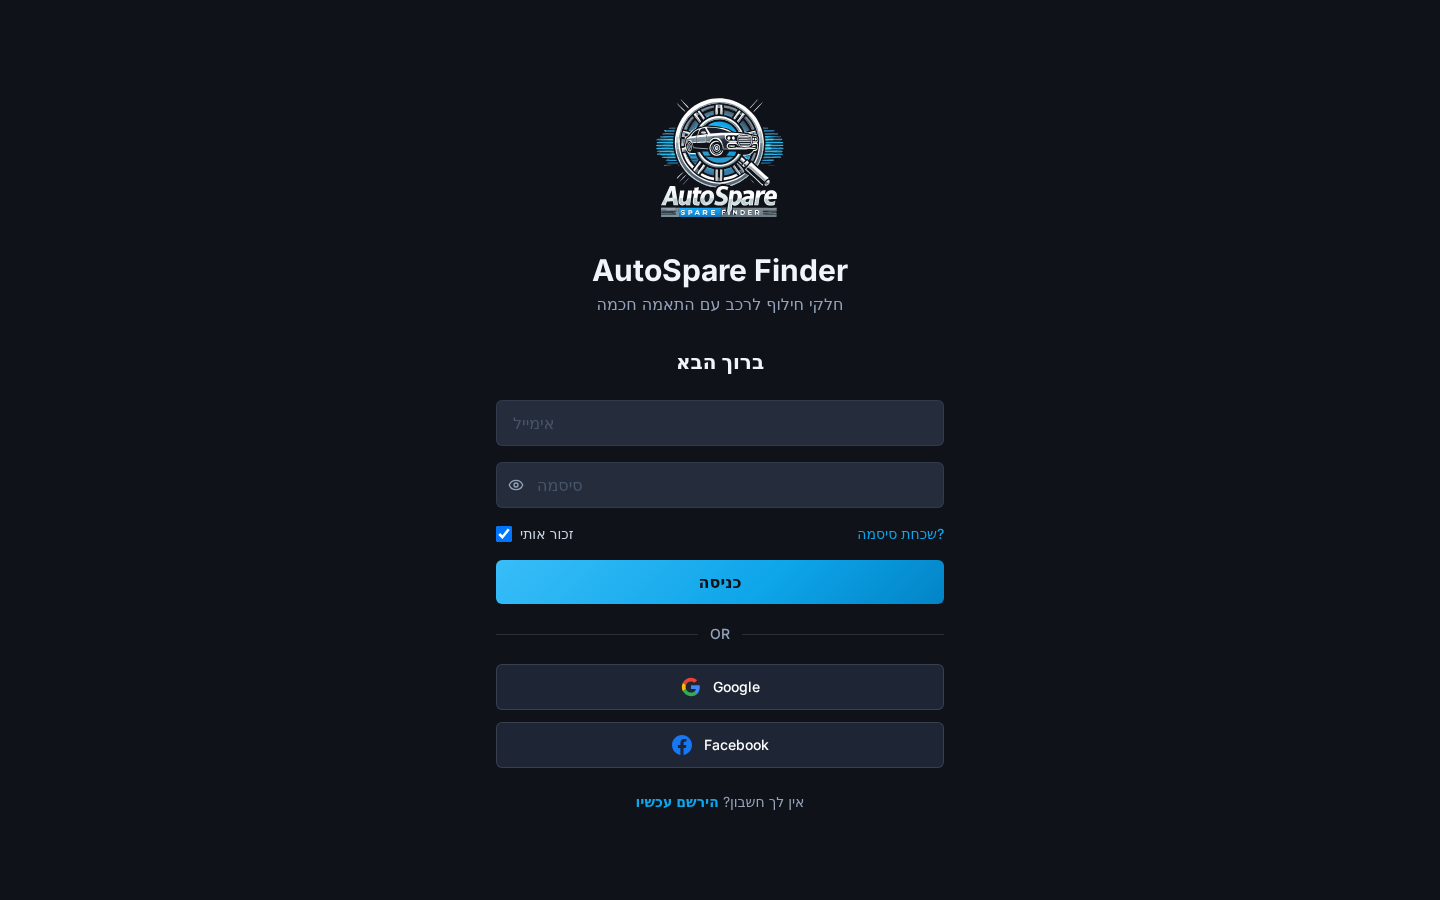 AutoSpare
SPARE FINDER
AutoSpare Finder
חלקי חילוף לרכב עם התאמה חכמה
ברוך הבא
אימייל
סיסמה
זכור אותי
שכחת סיסמה?
כניסה
OR
Google
Facebook
אין לך חשבון? הירשם עכשיו